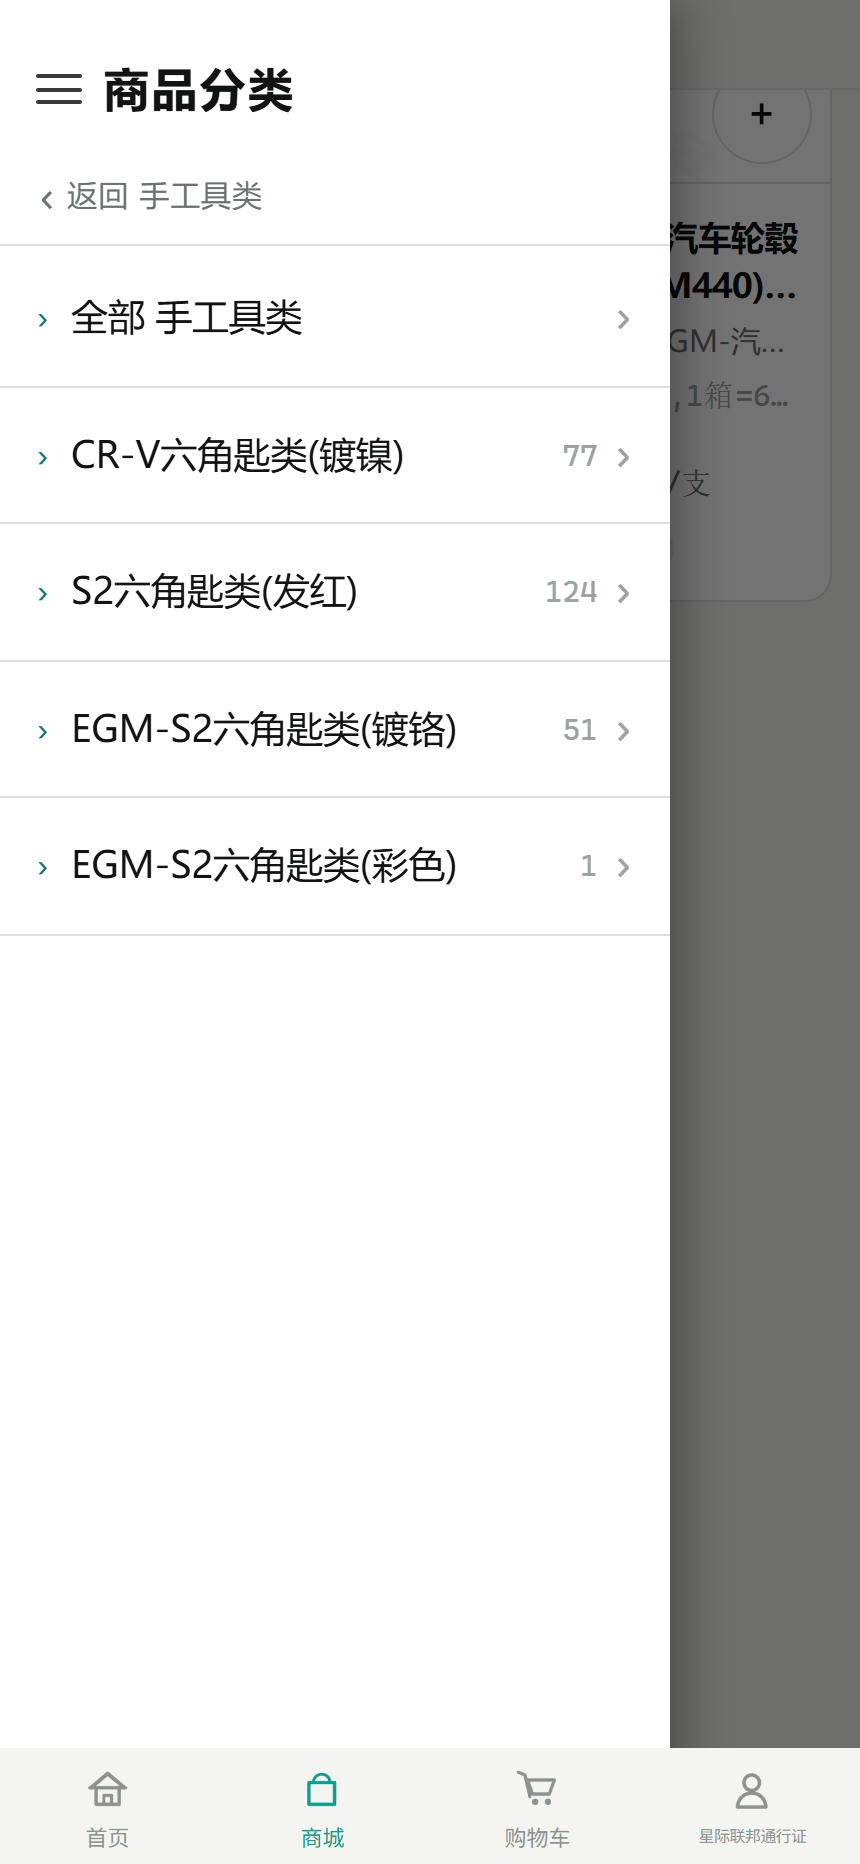 商品分类
‹ 返回 手工具类
› 全部 手工具类 ›
› CR-V六角匙类(镀镍) 77 ›
› S2六角匙类(发红) 124 ›
› EGM-S2六角匙类(镀铬) 51 ›
› EGM-S2六角匙类(彩色) 1 ›
+
汽车轮毂
M440)...
GM-汽...
,1箱=6...
/支
首页
商城
购物车
星际联邦通行证